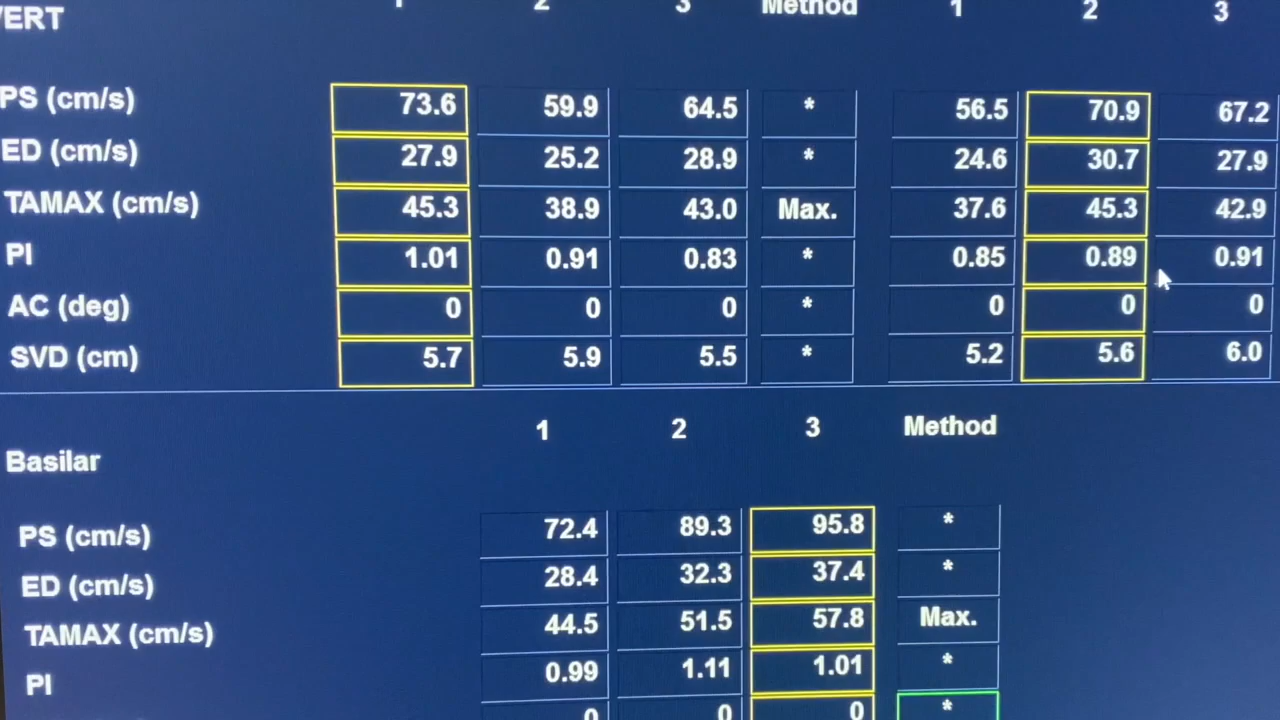 VERT 1 2 3 Method 1 2 3
PS (cm/s) 73.6 59.9 64.5 * 56.5 70.9 67.2
ED (cm/s) 27.9 25.2 28.9 * 24.6 30.7 27.9
TAMAX (cm/s) 45.3 38.9 43.0 Max. 37.6 45.3 42.9
PI 1.01 0.91 0.83 * 0.85 0.89 0.91
AC (deg) 0 0 0 * 0 0 0
SVD (cm) 5.7 5.9 5.5 * 5.2 5.6 6.0
1 2 3 Method
Basilar
PS (cm/s) 72.4 89.3 95.8 *
ED (cm/s) 28.4 32.3 37.4 *
TAMAX (cm/s) 44.5 51.5 57.8 Max.
PI 0.99 1.11 1.01 *
0 0 0 *